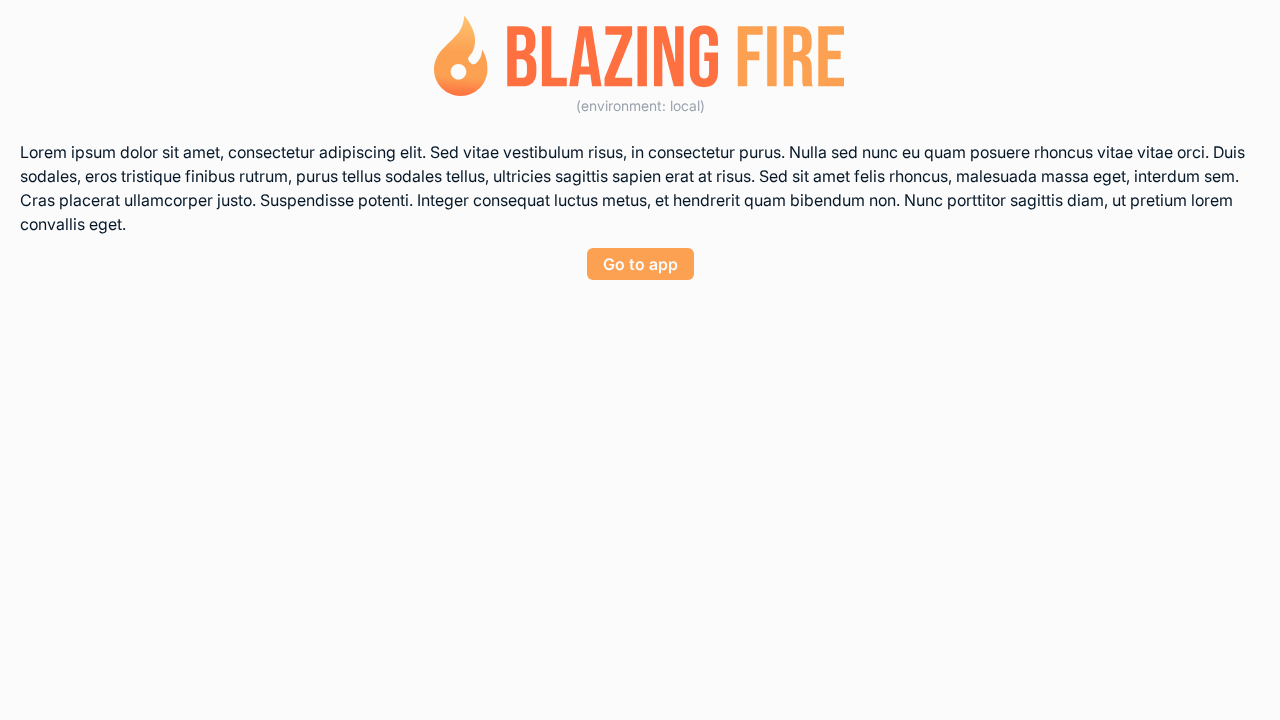 BLAZING FIRE
(environment: local)
Lorem ipsum dolor sit amet, consectetur adipiscing elit. Sed vitae vestibulum risus, in consectetur purus. Nulla sed nunc eu quam posuere rhoncus vitae vitae orci. Duis
sodales, eros tristique finibus rutrum, purus tellus sodales tellus, ultricies sagittis sapien erat at risus. Sed sit amet felis rhoncus, malesuada massa eget, interdum sem.
Cras placerat ullamcorper justo. Suspendisse potenti. Integer consequat luctus metus, et hendrerit quam bibendum non. Nunc porttitor sagittis diam, ut pretium lorem
convallis eget.
Go to app